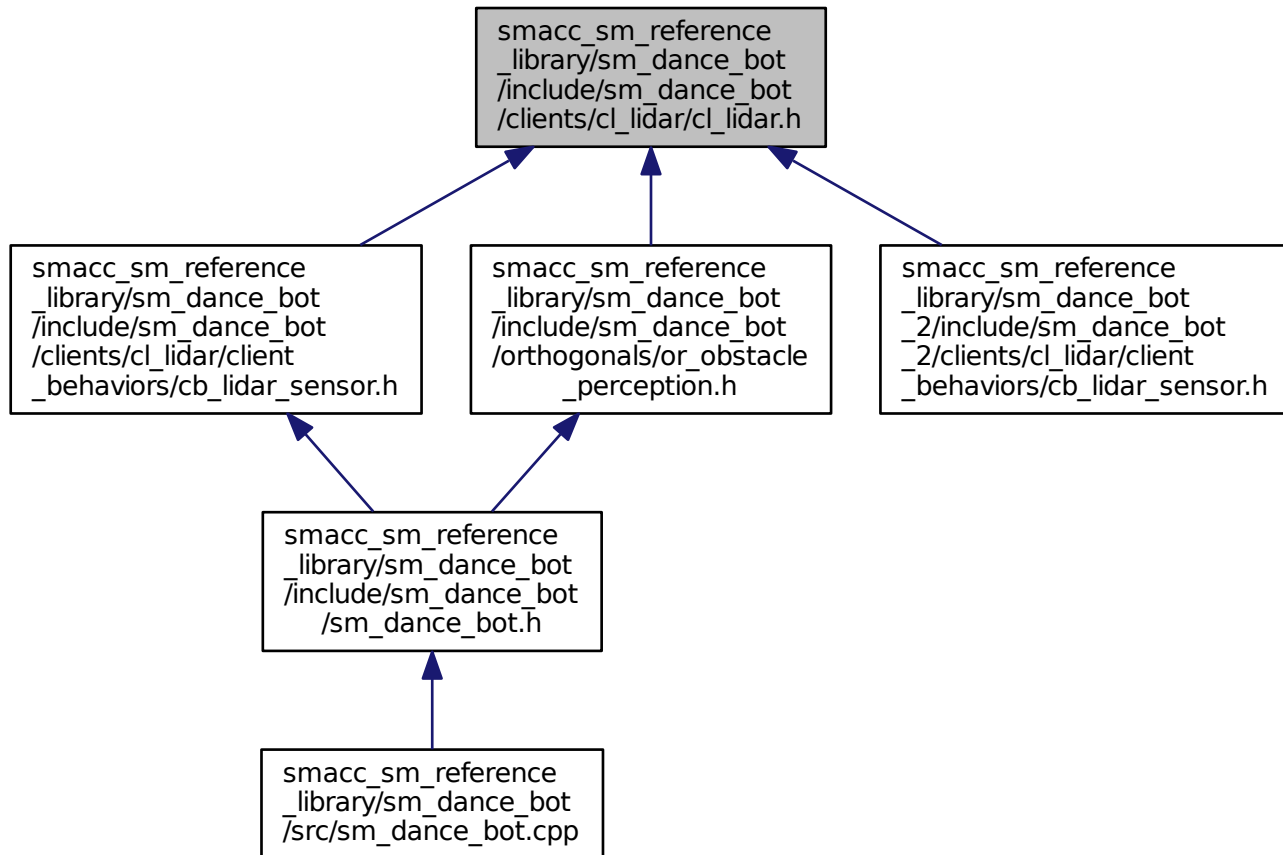 smacc_sm_reference
_library/sm_dance_bot
/include/sm_dance_bot
/clients/cl_lidar/cl_lidar.h
smacc_sm_reference
_library/sm_dance_bot
/include/sm_dance_bot
/clients/cl_lidar/client
_behaviors/cb_lidar_sensor.h
smacc_sm_reference
_library/sm_dance_bot
/include/sm_dance_bot
/orthogonals/or_obstacle
_perception.h
smacc_sm_reference
_library/sm_dance_bot
_2/include/sm_dance_bot
_2/clients/cl_lidar/client
_behaviors/cb_lidar_sensor.h
smacc_sm_reference
_library/sm_dance_bot
/include/sm_dance_bot
/sm_dance_bot.h
smacc_sm_reference
_library/sm_dance_bot
/src/sm_dance_bot.cpp